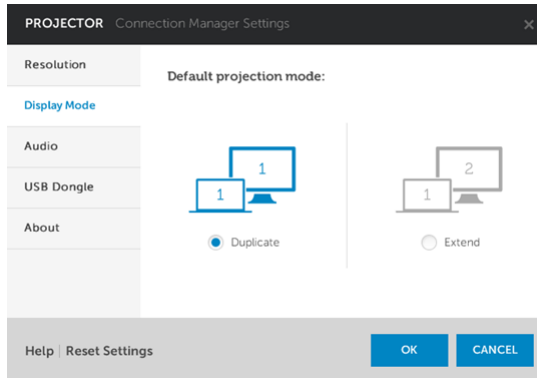 PROJECTOR Connection Manager Settings ×
Resolution
Default projection mode:
Display Mode
Audio
USB Dongle
About
1
1
Duplicate
2
1
Extend
Help | Reset Settings
OK
CANCEL